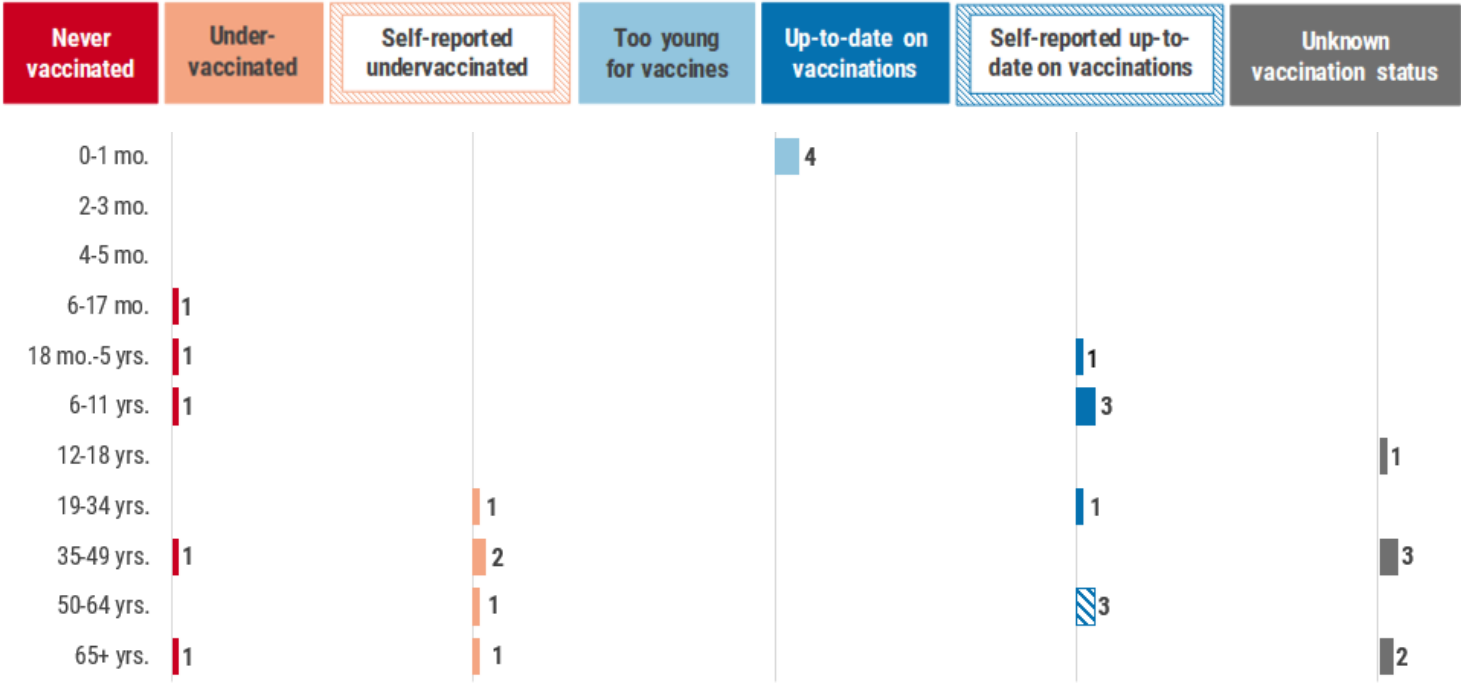 Never vaccinated
Under-vaccinated
Self-reported undervaccinated
Too young for vaccines
Up-to-date on vaccinations
Self-reported up-to-date on vaccinations
Unknown vaccination status
0-1 mo. 4
2-3 mo.
4-5 mo.
6-17 mo. 1
18 mo.-5 yrs. 1 1
6-11 yrs. 1 3
12-18 yrs. 1
19-34 yrs. 1 1
35-49 yrs. 1 2 3
50-64 yrs. 1 3
65+ yrs. 1 1 2